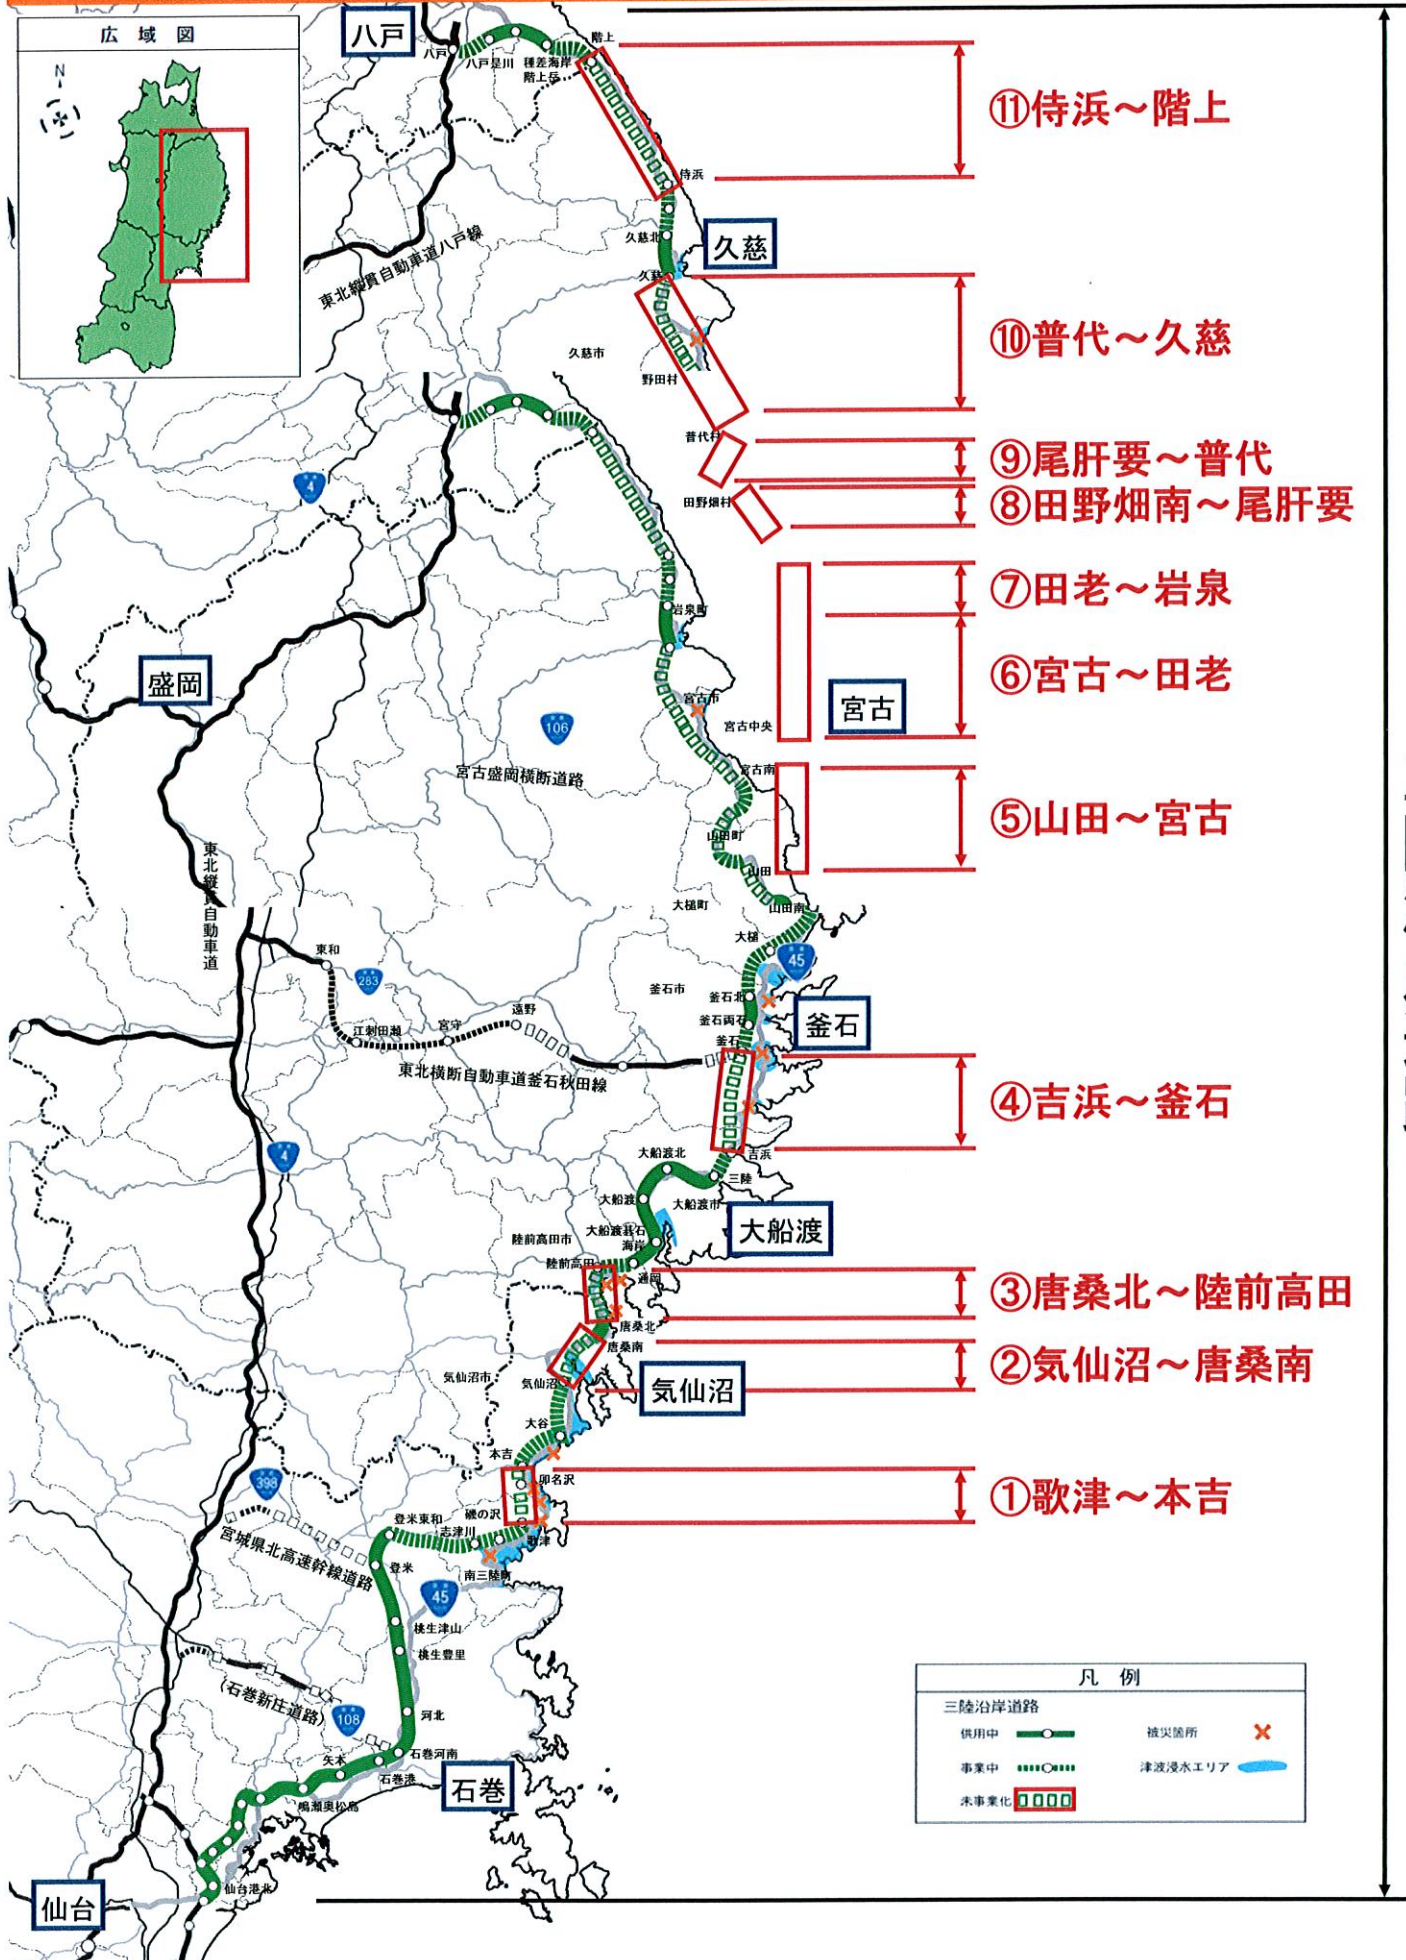 広域図
N
八戸
八戸
八戸是川
種差海岸
階上岳
階上
⑪侍浜～階上
侍浜
久慈北
久慈
久慈
東北縦貫自動車道八戸線
⑩普代～久慈
久慈市
野田村
普代村
⑨尾肝要～普代
田野畑村
⑧田野畑南～尾肝要
4
⑦田老～岩泉
岩泉町
⑥宮古～田老
盛岡
宮古市
宮古
宮古中央
106
宮古盛岡横断道路
宮古南
⑤山田～宮古
山田町
山田
東北縦貫自動車道
大槌町
山田南
大槌
45
東和
283
釜石市
釜石北
遠野
宮守
江刺田瀬
釜石両石
釜石
釜石
東北横断自動車道釜石秋田線
④吉浜～釜石
4
大船渡北
吉浜
三陸
大船渡
大船渡市
大船渡碁石
海岸
大船渡
陸前高田市
陸前高田
通岡
③唐桑北～陸前高田
唐桑北
唐桑南
②気仙沼～唐桑南
気仙沼市
気仙沼
気仙沼
大谷
本吉
卯名沢
①歌津～本吉
398
磯の沢
登米東和
志津川
歌津
宮城県北高速幹線道路
登米
南三陸町
45
桃生津山
桃生豊里
(石巻新庄道路)
108
河北
石巻河南
矢本
石巻港
石巻
鳴瀬奥松島
仙台港北
仙台
凡例
三陸沿岸道路
供用中
被災箇所
事業中
津波浸水エリア
未事業化